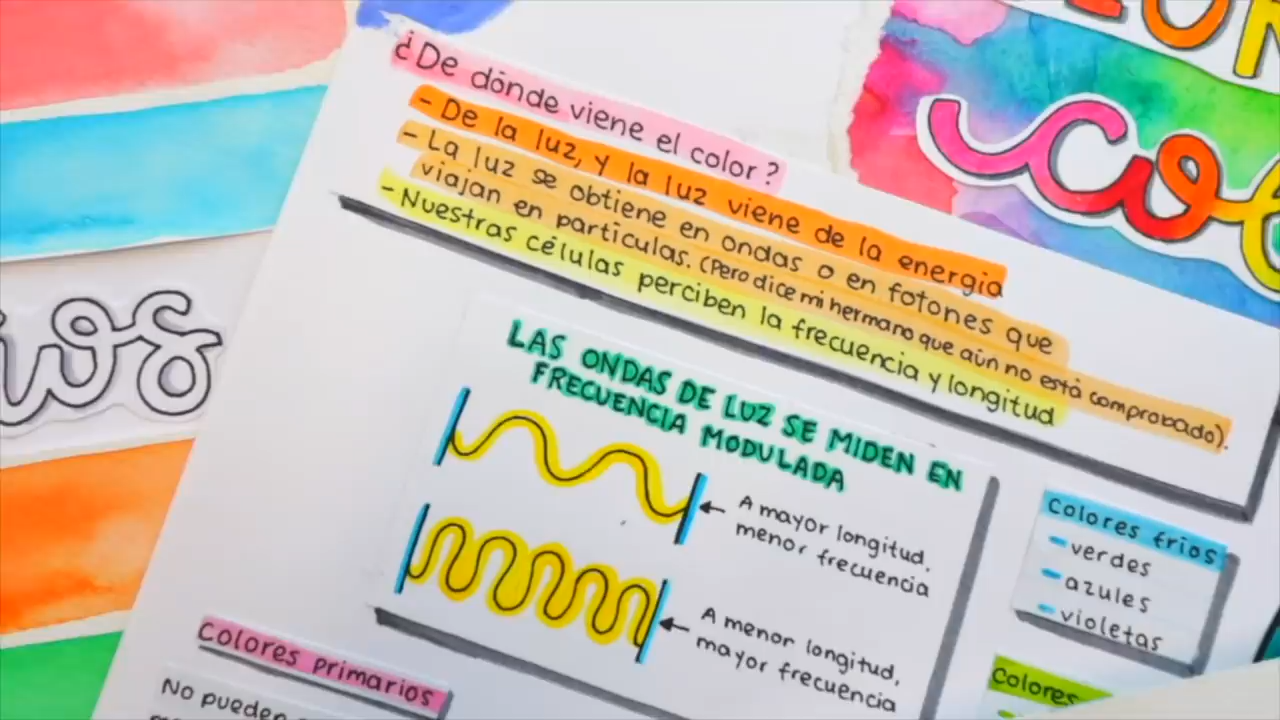 ¿De dónde viene el color?
- De la luz, y la luz viene de la energía
- La luz se obtiene en ondas o en fotones que
viajan en partículas. (Pero dice mi hermano que aún no está comprobado).
- Nuestras células perciben la frecuencia y longitud
LAS ONDAS DE LUZ SE MIDEN EN
FRECUENCIA MODULADA
A mayor longitud,
menor frecuencia
A menor longitud,
mayor frecuencia
Colores fríos
- verdes
- azules
- violetas
Colores
Colores primarios
No pueden